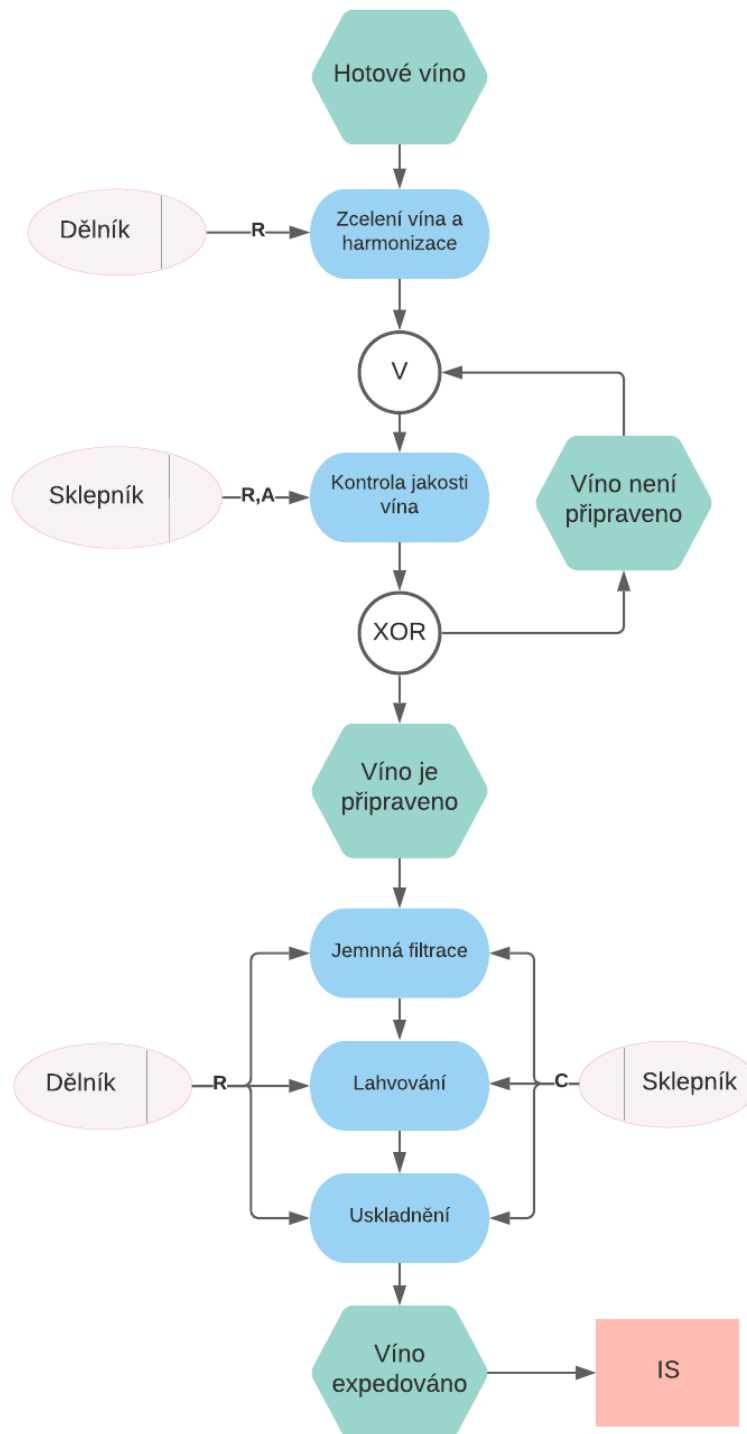 Hotové víno
Dělník
R
Zcelení vína a
harmonizace
V
Sklepník
R,A
Kontrola jakosti
vína
Víno není
připraveno
XOR
Víno je
připraveno
Jemnná filtrace
Dělník
R
Lahvování
C
Sklepník
Uskladnění
Víno
expedováno
IS